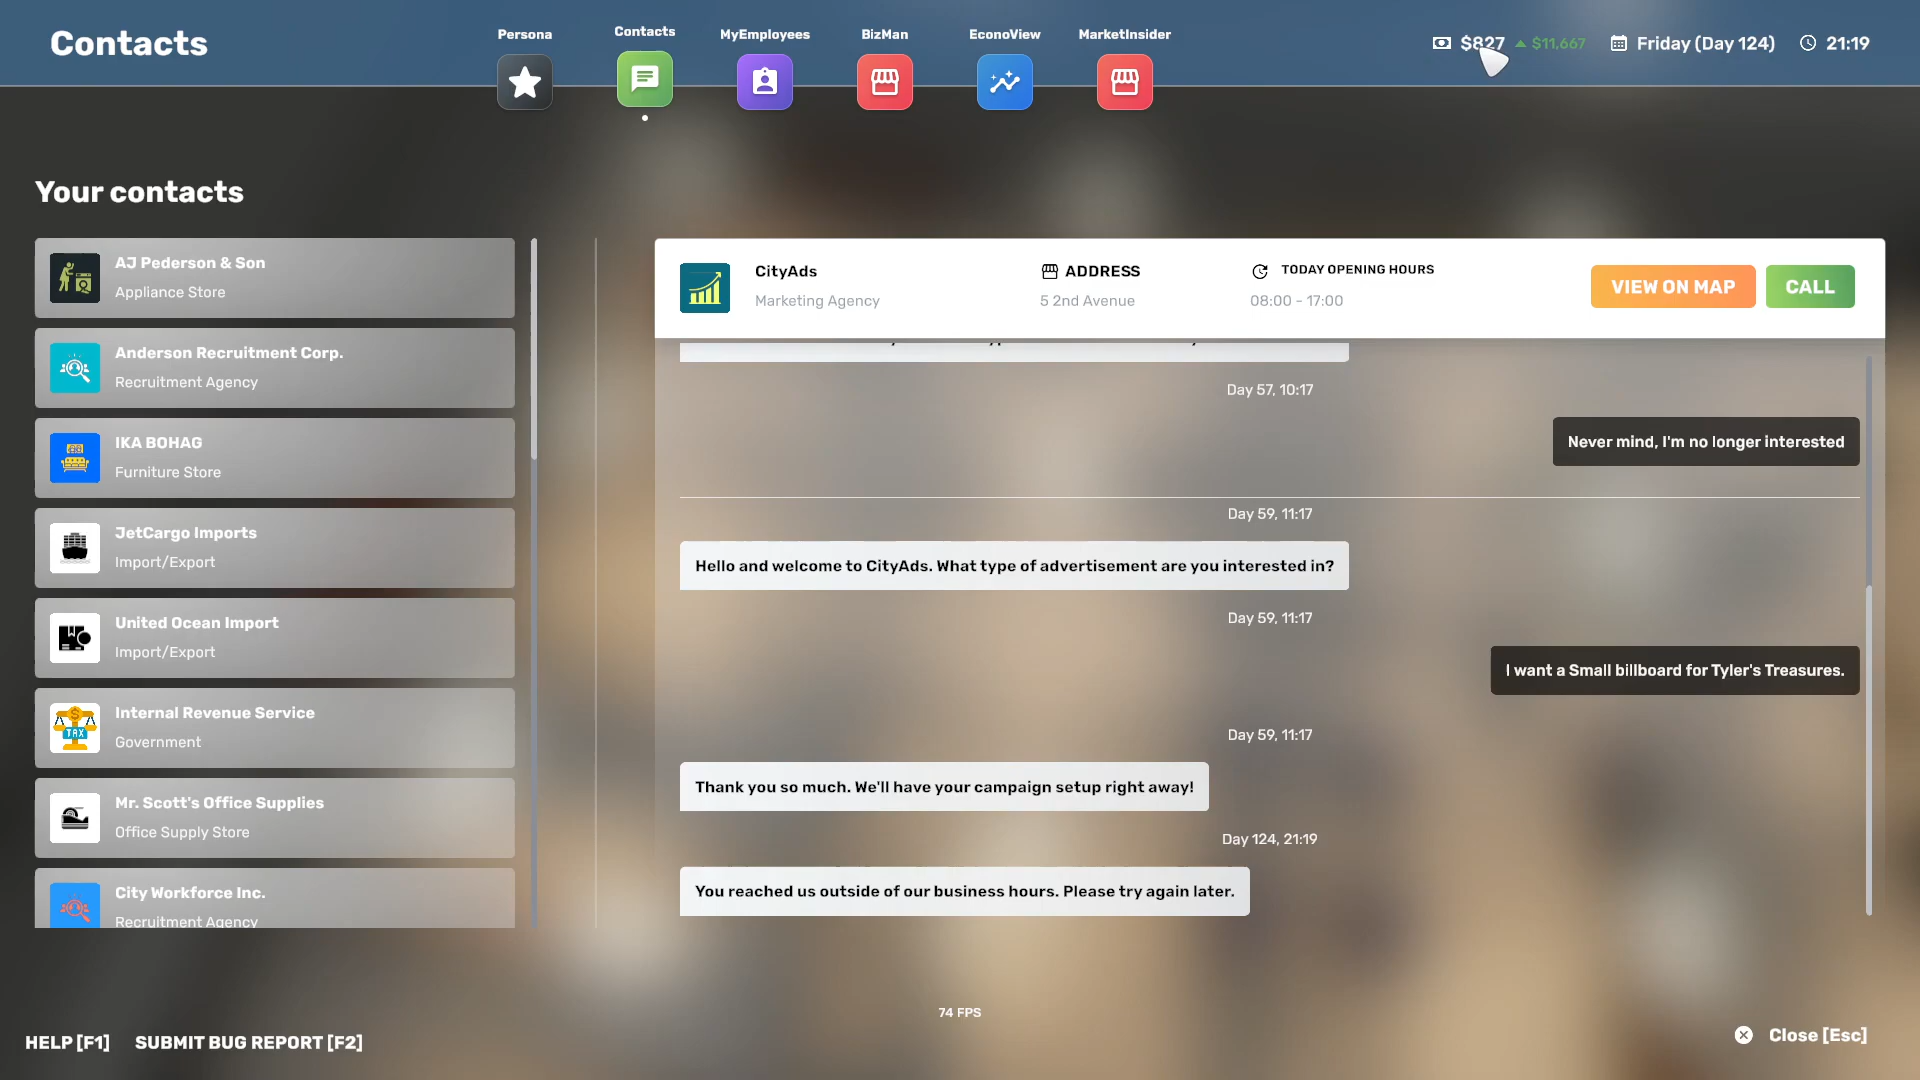 Contacts
Persona
Contacts
MyEmployees
BizMan
EconoView
MarketInsider
$827 $11,667 Friday (Day 124) 21:19
Your contacts
AJ Pederson & Son
Appliance Store
Anderson Recruitment Corp.
Recruitment Agency
IKA BOHAG
Furniture Store
JetCargo Imports
Import/Export
United Ocean Import
Import/Export
TAX
Internal Revenue Service
Government
Mr. Scott's Office Supplies
Office Supply Store
City Workforce Inc.
Recruitment Agency
CityAds
Marketing Agency
ADDRESS
5 2nd Avenue
TODAY OPENING HOURS
08:00 - 17:00
VIEW ON MAP
CALL
Day 57, 10:17
Never mind, I'm no longer interested
Day 59, 11:17
Hello and welcome to CityAds. What type of advertisement are you interested in?
Day 59, 11:17
I want a Small billboard for Tyler's Treasures.
Day 59, 11:17
Thank you so much. We'll have your campaign setup right away!
Day 124, 21:19
You reached us outside of our business hours. Please try again later.
74 FPS
HELP [F1] SUBMIT BUG REPORT [F2]
Close [Esc]